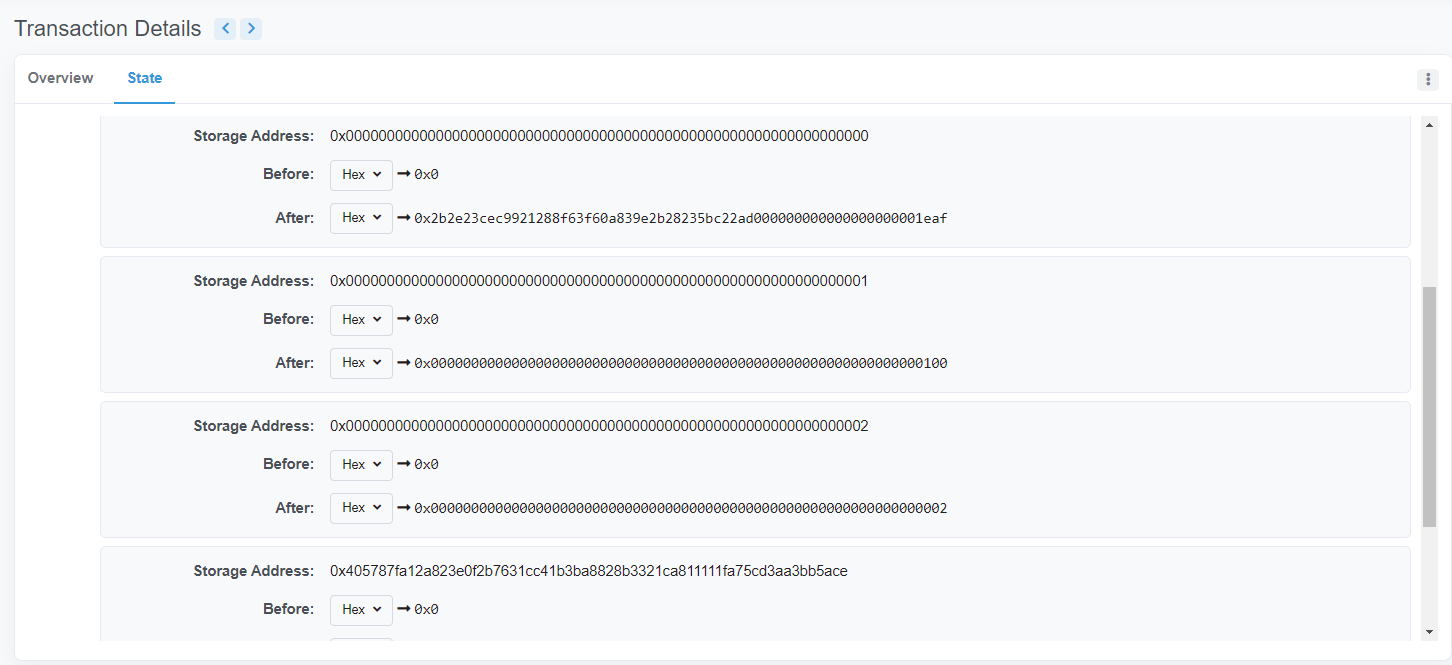 Transaction Details
Overview State
Storage Address: 0x0000000000000000000000000000000000000000000000000000000000000000
Before: Hex → 0x0
After: Hex → 0x2b2e23cec9921288f63f60a839e2b28235bc22ad000000000000000000001eaf
Storage Address: 0x0000000000000000000000000000000000000000000000000000000000000001
Before: Hex → 0x0
After: Hex → 0x0000000000000000000000000000000000000000000000000000000000000100
Storage Address: 0x0000000000000000000000000000000000000000000000000000000000000002
Before: Hex → 0x0
After: Hex → 0x0000000000000000000000000000000000000000000000000000000000000002
Storage Address: 0x405787fa12a823e0f2b7631cc41b3ba8828b3321ca811111fa75cd3aa3bb5ace
Before: Hex → 0x0